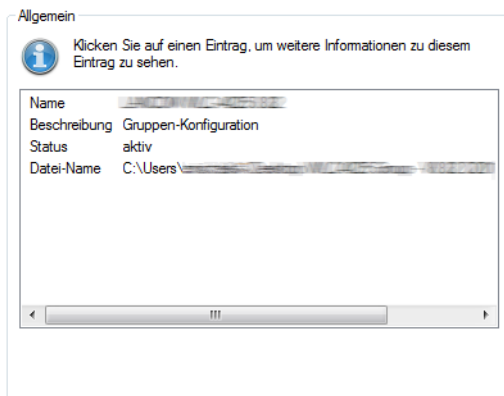 Allgemein
Klicken Sie auf einen Eintrag, um weitere Informationen zu diesem
Eintrag zu sehen.
Name
Beschreibung Gruppen-Konfiguration
Status aktiv
Datei-Name C:\Users\